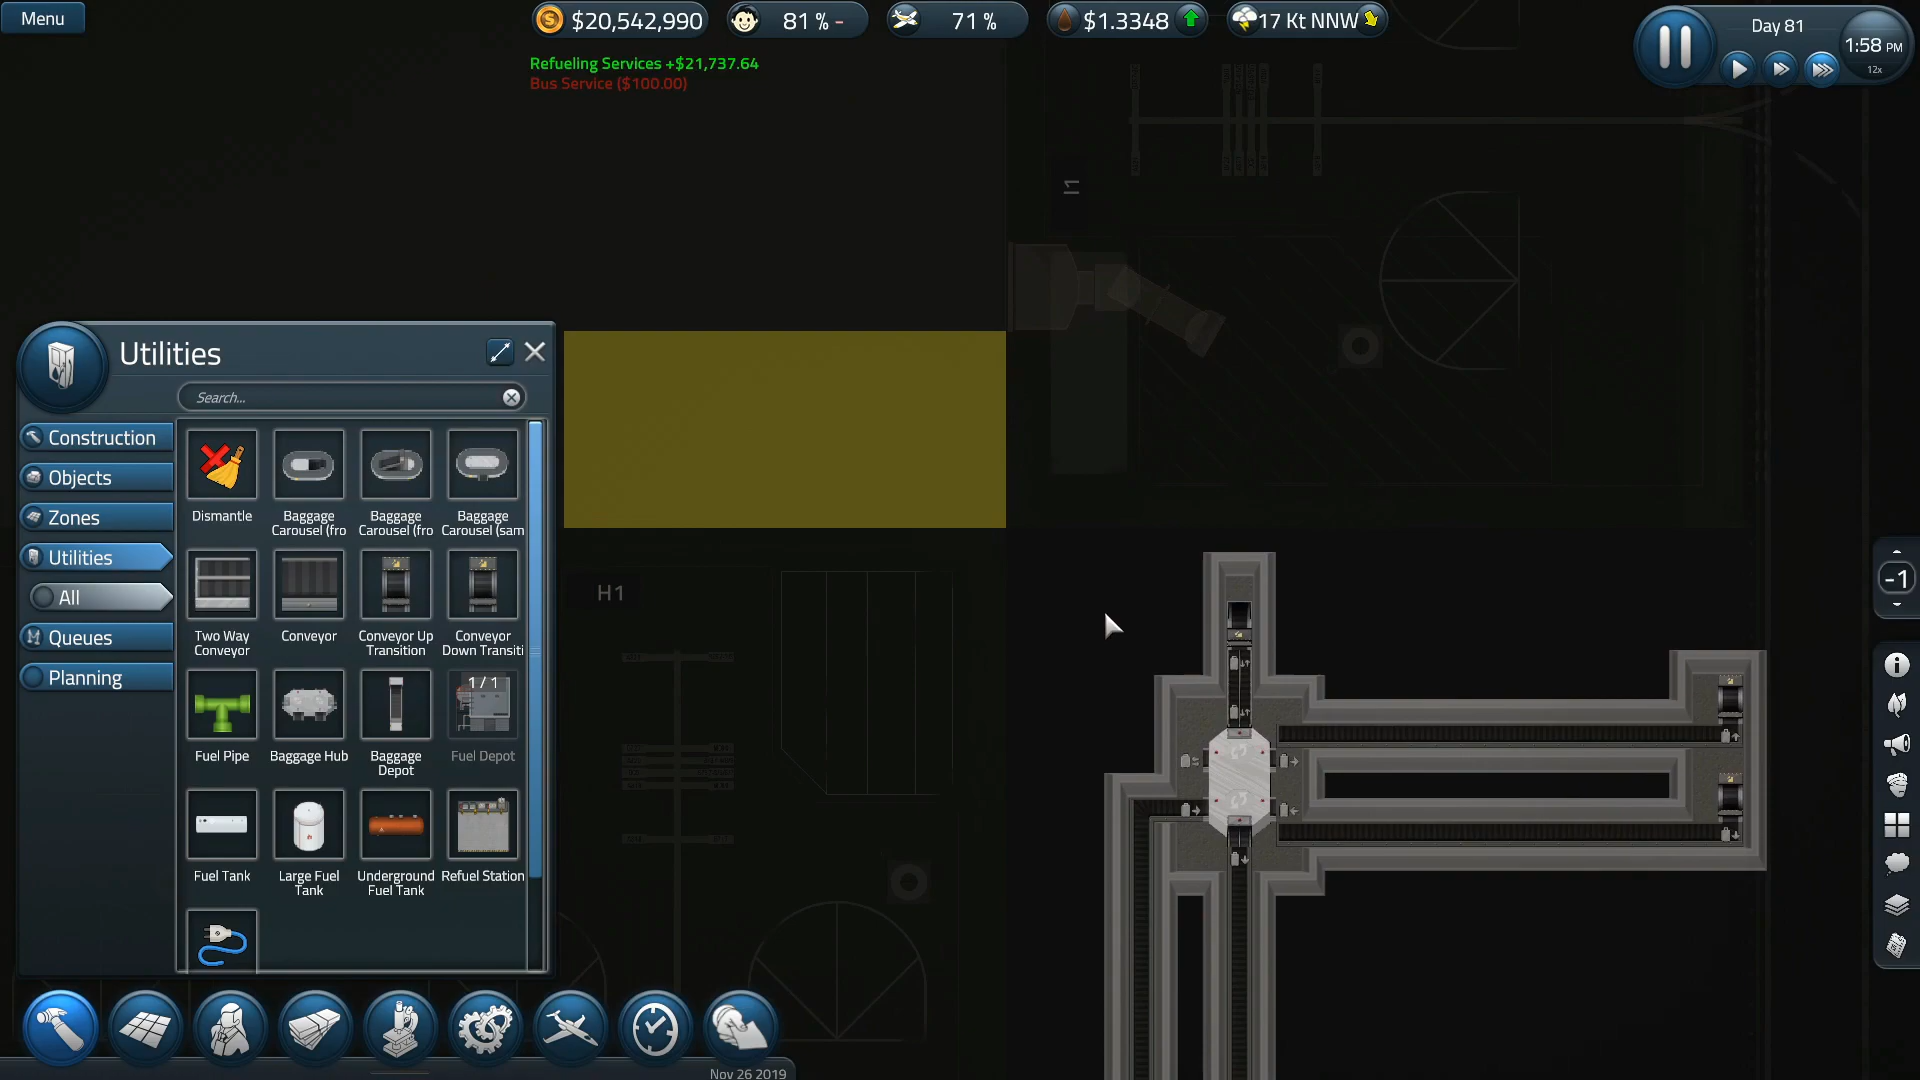 Menu
$20,542,990
81 % -
71 %
$1.3348
17 Kt NNW
Day 81
1:58 PM
12x
Refueling Services +$21,737.64
Bus Service ($100.00)
Utilities
Search...
Construction
Objects
Zones
Utilities
All
Queues
Planning
Dismantle
Baggage Carousel (fro
Baggage Carousel (fro
Baggage Carousel (sam
Two Way Conveyor
Conveyor
Conveyor Up Transition
Conveyor Down Transiti
Fuel Pipe
Baggage Hub
Baggage Depot
1 / 1
Fuel Depot
Fuel Tank
Large Fuel Tank
Underground Fuel Tank
Refuel Station
H1
I1
-1
Nov 26 2019